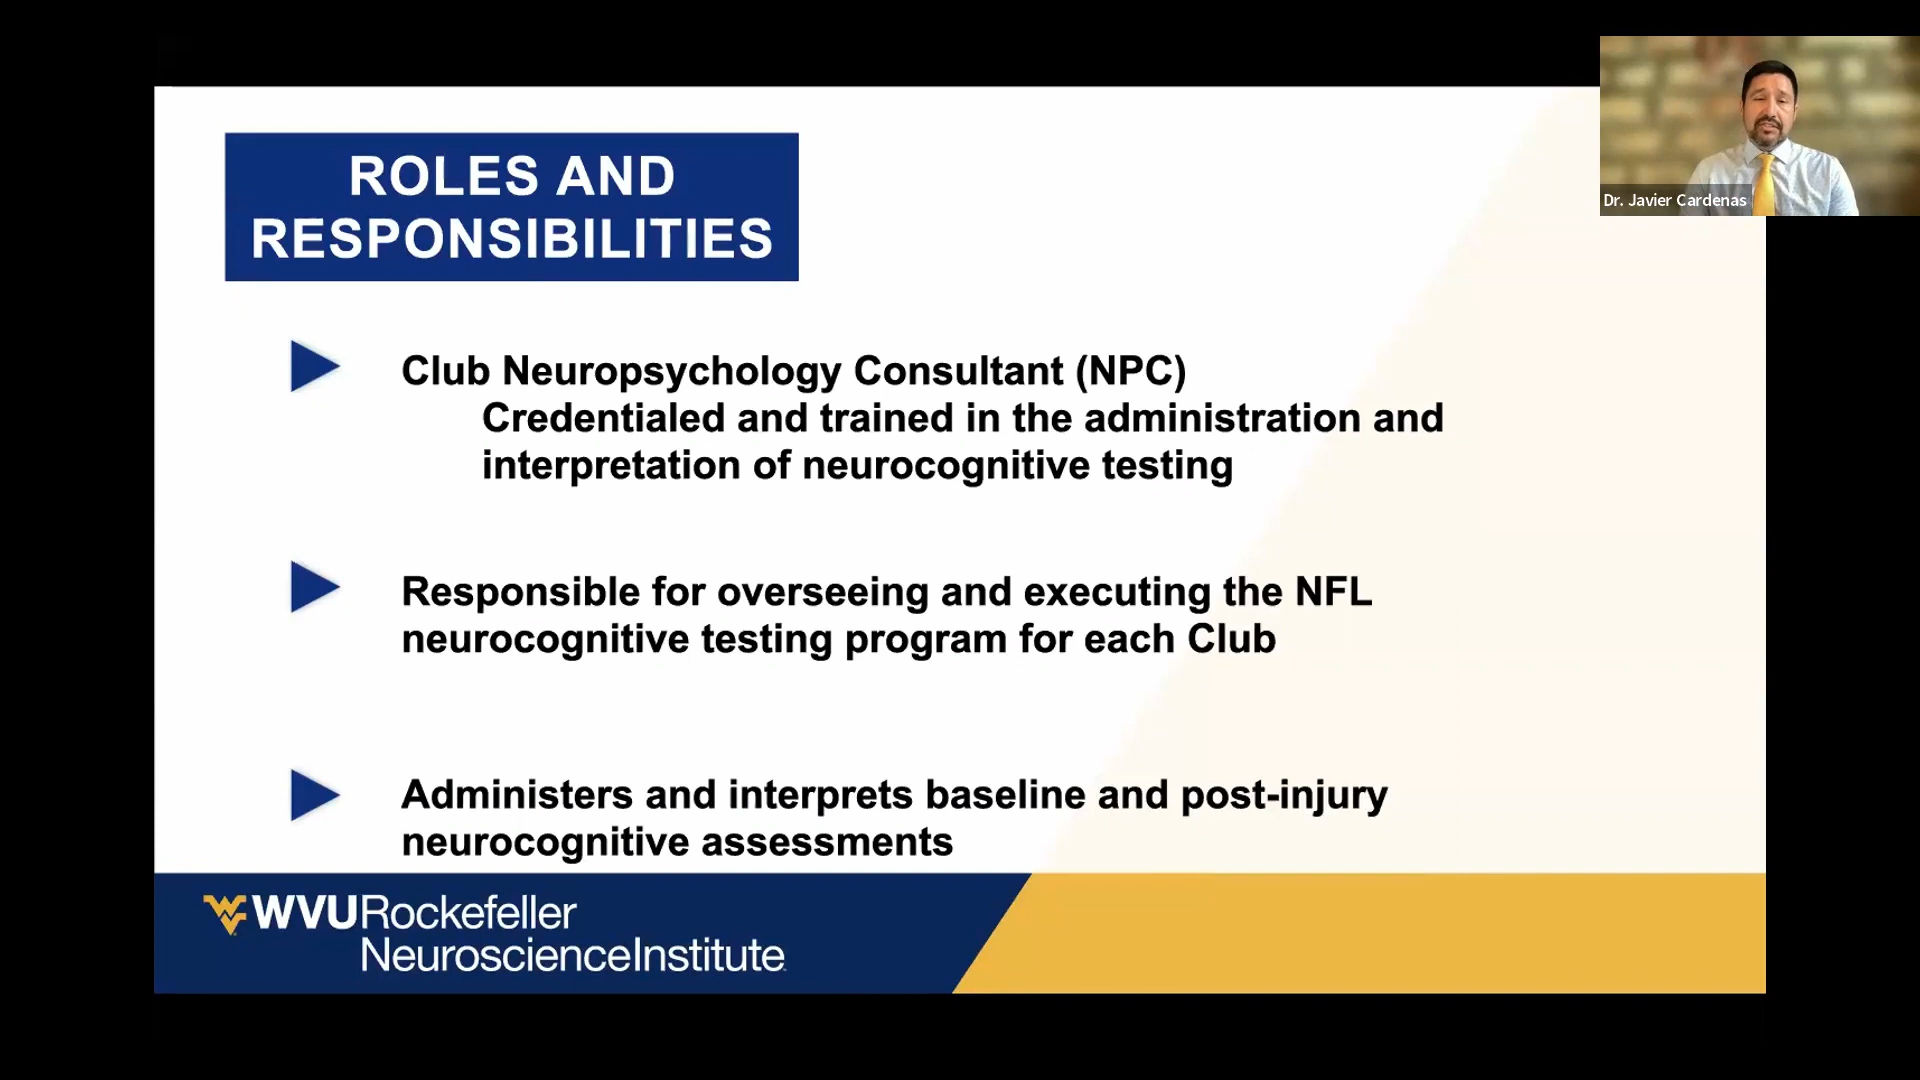 ROLES AND
RESPONSIBILITIES
Club Neuropsychology Consultant (NPC)
Credentialed and trained in the administration and
interpretation of neurocognitive testing
Responsible for overseeing and executing the NFL
neurocognitive testing program for each Club
Administers and interprets baseline and post-injury
neurocognitive assessments
WVURockefeller
NeuroscienceInstitute
Dr. Javier Cardenas